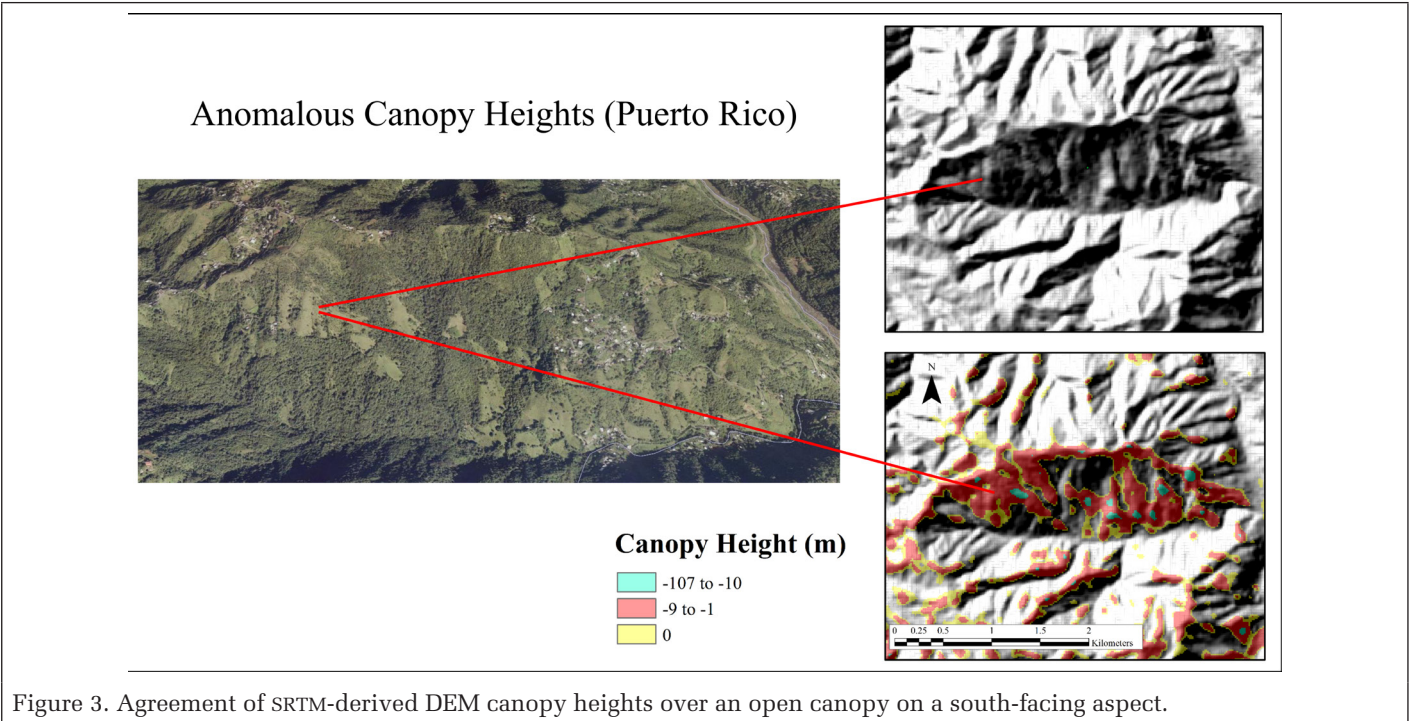 Anomalous Canopy Heights (Puerto Rico)
N
Canopy Height (m)
-107 to -10
-9 to -1
0
0 0.25 0.5 1 1.5 2
Kilometers
Figure 3. Agreement of SRTM-derived DEM canopy heights over an open canopy on a south-facing aspect.